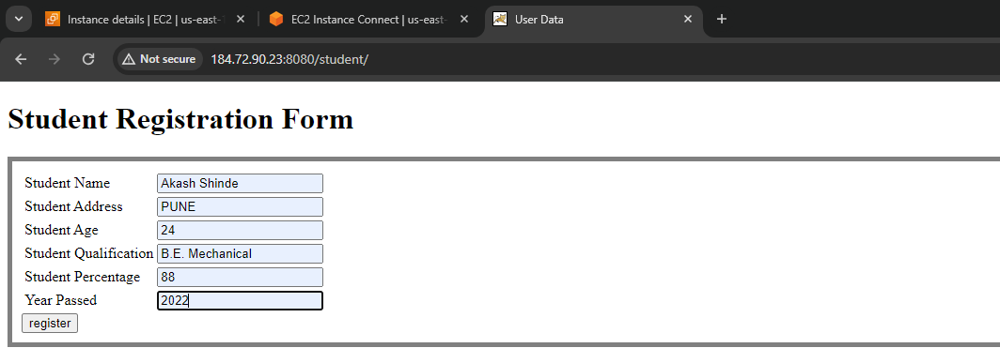 Instance details | EC2 | us-east-1
EC2 Instance Connect | us-east-
User Data
Not secure
184.72.90.23:8080/student/
Student Registration Form
Student Name Akash Shinde
Student Address PUNE
Student Age 24
Student Qualification B.E. Mechanical
Student Percentage 88
Year Passed 2022
register